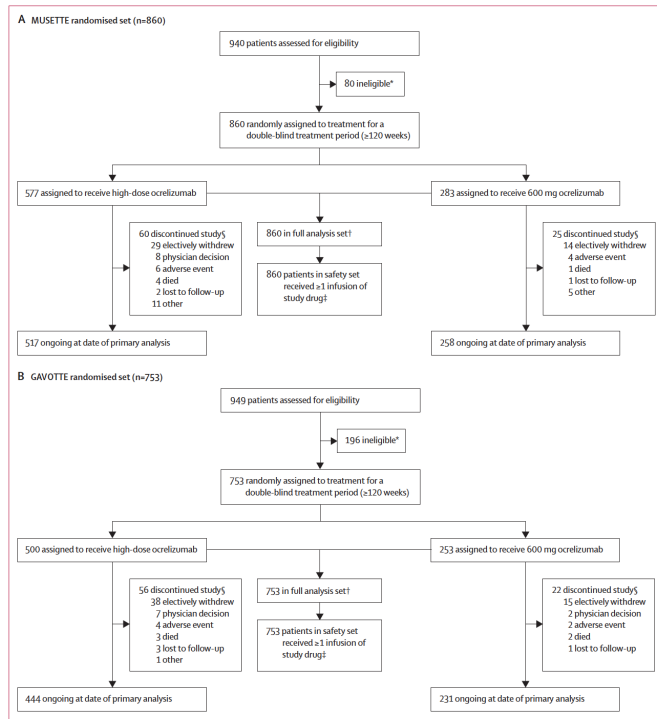 A MUSETTE randomised set (n=860)
940 patients assessed for eligibility
80 ineligible*
860 randomly assigned to treatment for a
double-blind treatment period (≥120 weeks)
577 assigned to receive high-dose ocrelizumab
283 assigned to receive 600 mg ocrelizumab
60 discontinued study§
29 electively withdrew
8 physician decision
6 adverse event
4 died
2 lost to follow-up
11 other
860 in full analysis set†
860 patients in safety set
received ≥1 infusion of
study drug‡
25 discontinued study§
14 electively withdrew
4 adverse event
1 died
1 lost to follow-up
5 other
517 ongoing at date of primary analysis
258 ongoing at date of primary analysis
B GAVOTTE randomised set (n=753)
949 patients assessed for eligibility
196 ineligible*
753 randomly assigned to treatment for a
double-blind treatment period (≥120 weeks)
500 assigned to receive high-dose ocrelizumab
253 assigned to receive 600 mg ocrelizumab
56 discontinued study§
38 electively withdrew
7 physician decision
4 adverse event
3 died
3 lost to follow-up
1 other
753 in full analysis set†
753 patients in safety set
received ≥1 infusion of
study drug‡
22 discontinued study§
15 electively withdrew
2 physician decision
2 adverse event
2 died
1 lost to follow-up
444 ongoing at date of primary analysis
231 ongoing at date of primary analysis